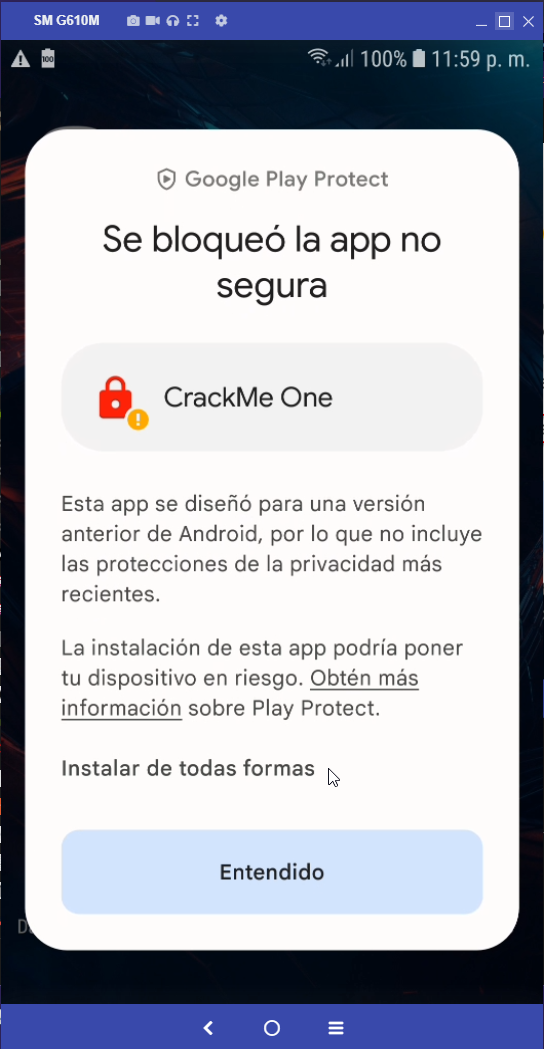 SM G610M
100
100% 11:59 p. m.
Google Play Protect
Se bloqueó la app no
segura
CrackMe One
Esta app se diseñó para una versión
anterior de Android, por lo que no incluye
las protecciones de la privacidad más
recientes.
La instalación de esta app podría poner
tu dispositivo en riesgo. Obtén más
información sobre Play Protect.
Instalar de todas formas
Entendido